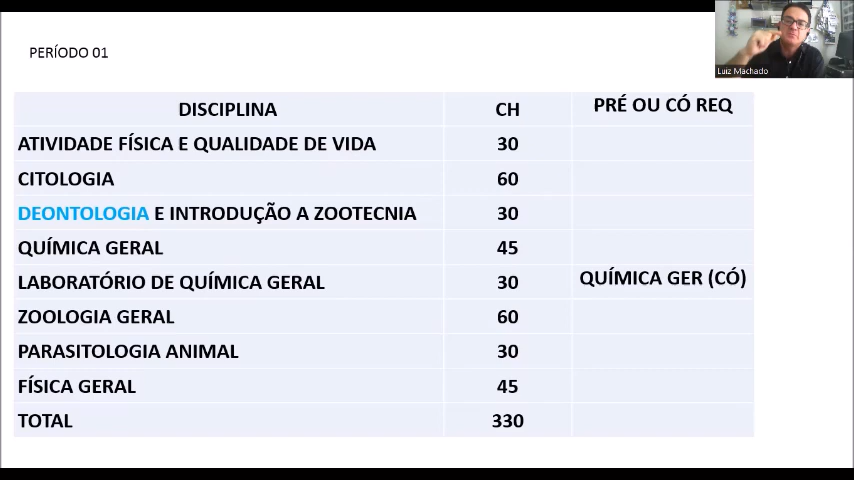 PERÍODO 01
Luiz Machado
DISCIPLINA CH PRÉ OU CÓ REQ
ATIVIDADE FÍSICA E QUALIDADE DE VIDA 30
CITOLOGIA 60
DEONTOLOGIA E INTRODUÇÃO A ZOOTECNIA 30
QUÍMICA GERAL 45
LABORATÓRIO DE QUÍMICA GERAL 30 QUÍMICA GER (CÓ)
ZOOLOGIA GERAL 60
PARASITOLOGIA ANIMAL 30
FÍSICA GERAL 45
TOTAL 330